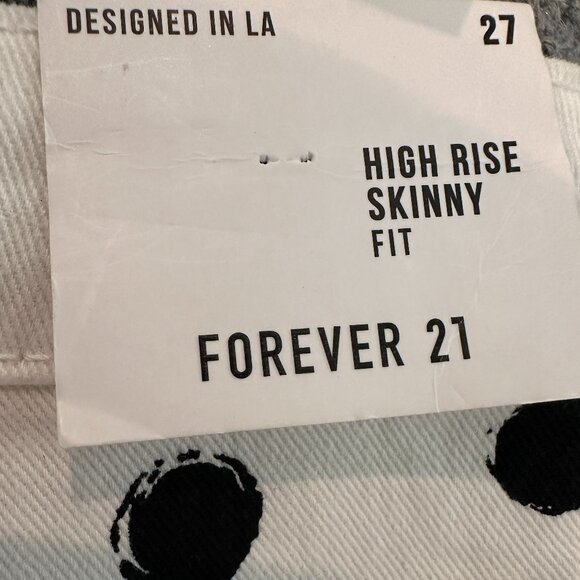 DESIGNED IN LA
27
HIGH RISE
SKINNY
FIT
FOREVER 21